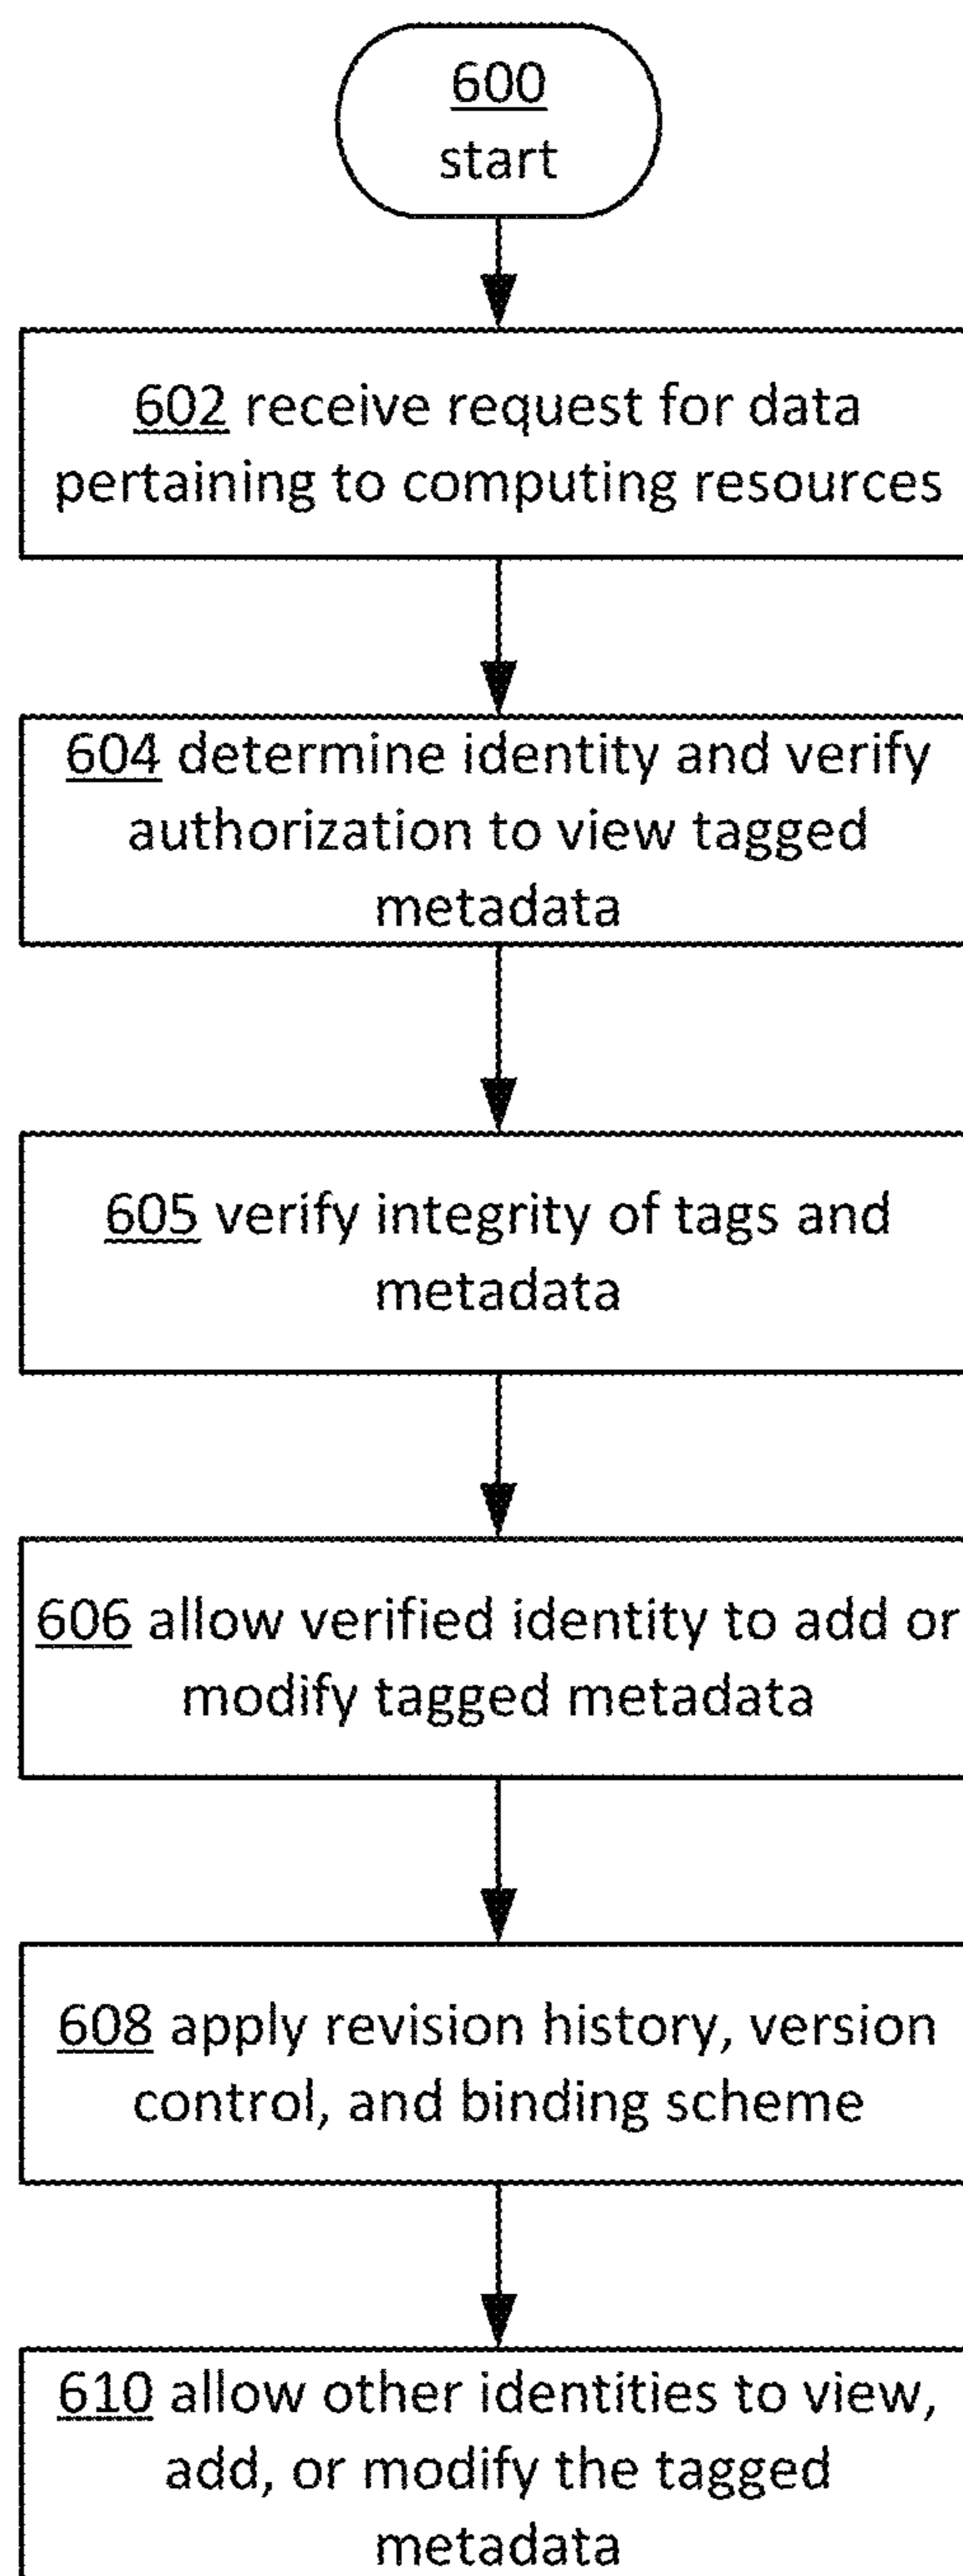 600
start
602 receive request for data
pertaining to computing resources
604 determine identity and verify
authorization to view tagged
metadata
605 verify integrity of tags and
metadata
606 allow verified identity to add or
modify tagged metadata
608 apply revision history, version
control, and binding scheme
610 allow other identities to view,
add, or modify the tagged
metadata